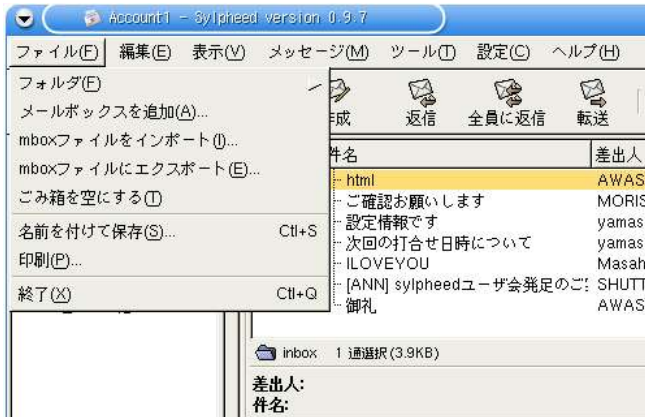 Account1 - Sylpheed version 0.9.7
ファイル(F) 編集(E) 表示(V) メッセージ(M) ツール(T) 設定(C) ヘルプ(H)
フォルダ(F)
メールボックスを追加(A)...
mboxファイルをインポート(I)...
mboxファイルにエクスポート(E)...
ごみ箱を空にする(T)
名前を付けて保存(S)... Ctl+S
印刷(P)...
終了(X) Ctl+Q
成 返信 全員に返信 転送
件名 差出人
html AWAS
ご確認お願いします MORIS
設定情報です yamas
次回の打合せ日時について yamas
ILOVEYOU Masah
[ANN] sylpheedユーザ会発足のご SHUTT
御礼 AWAS
inbox 1 通選択(3.9KB)
差出人:
件名: